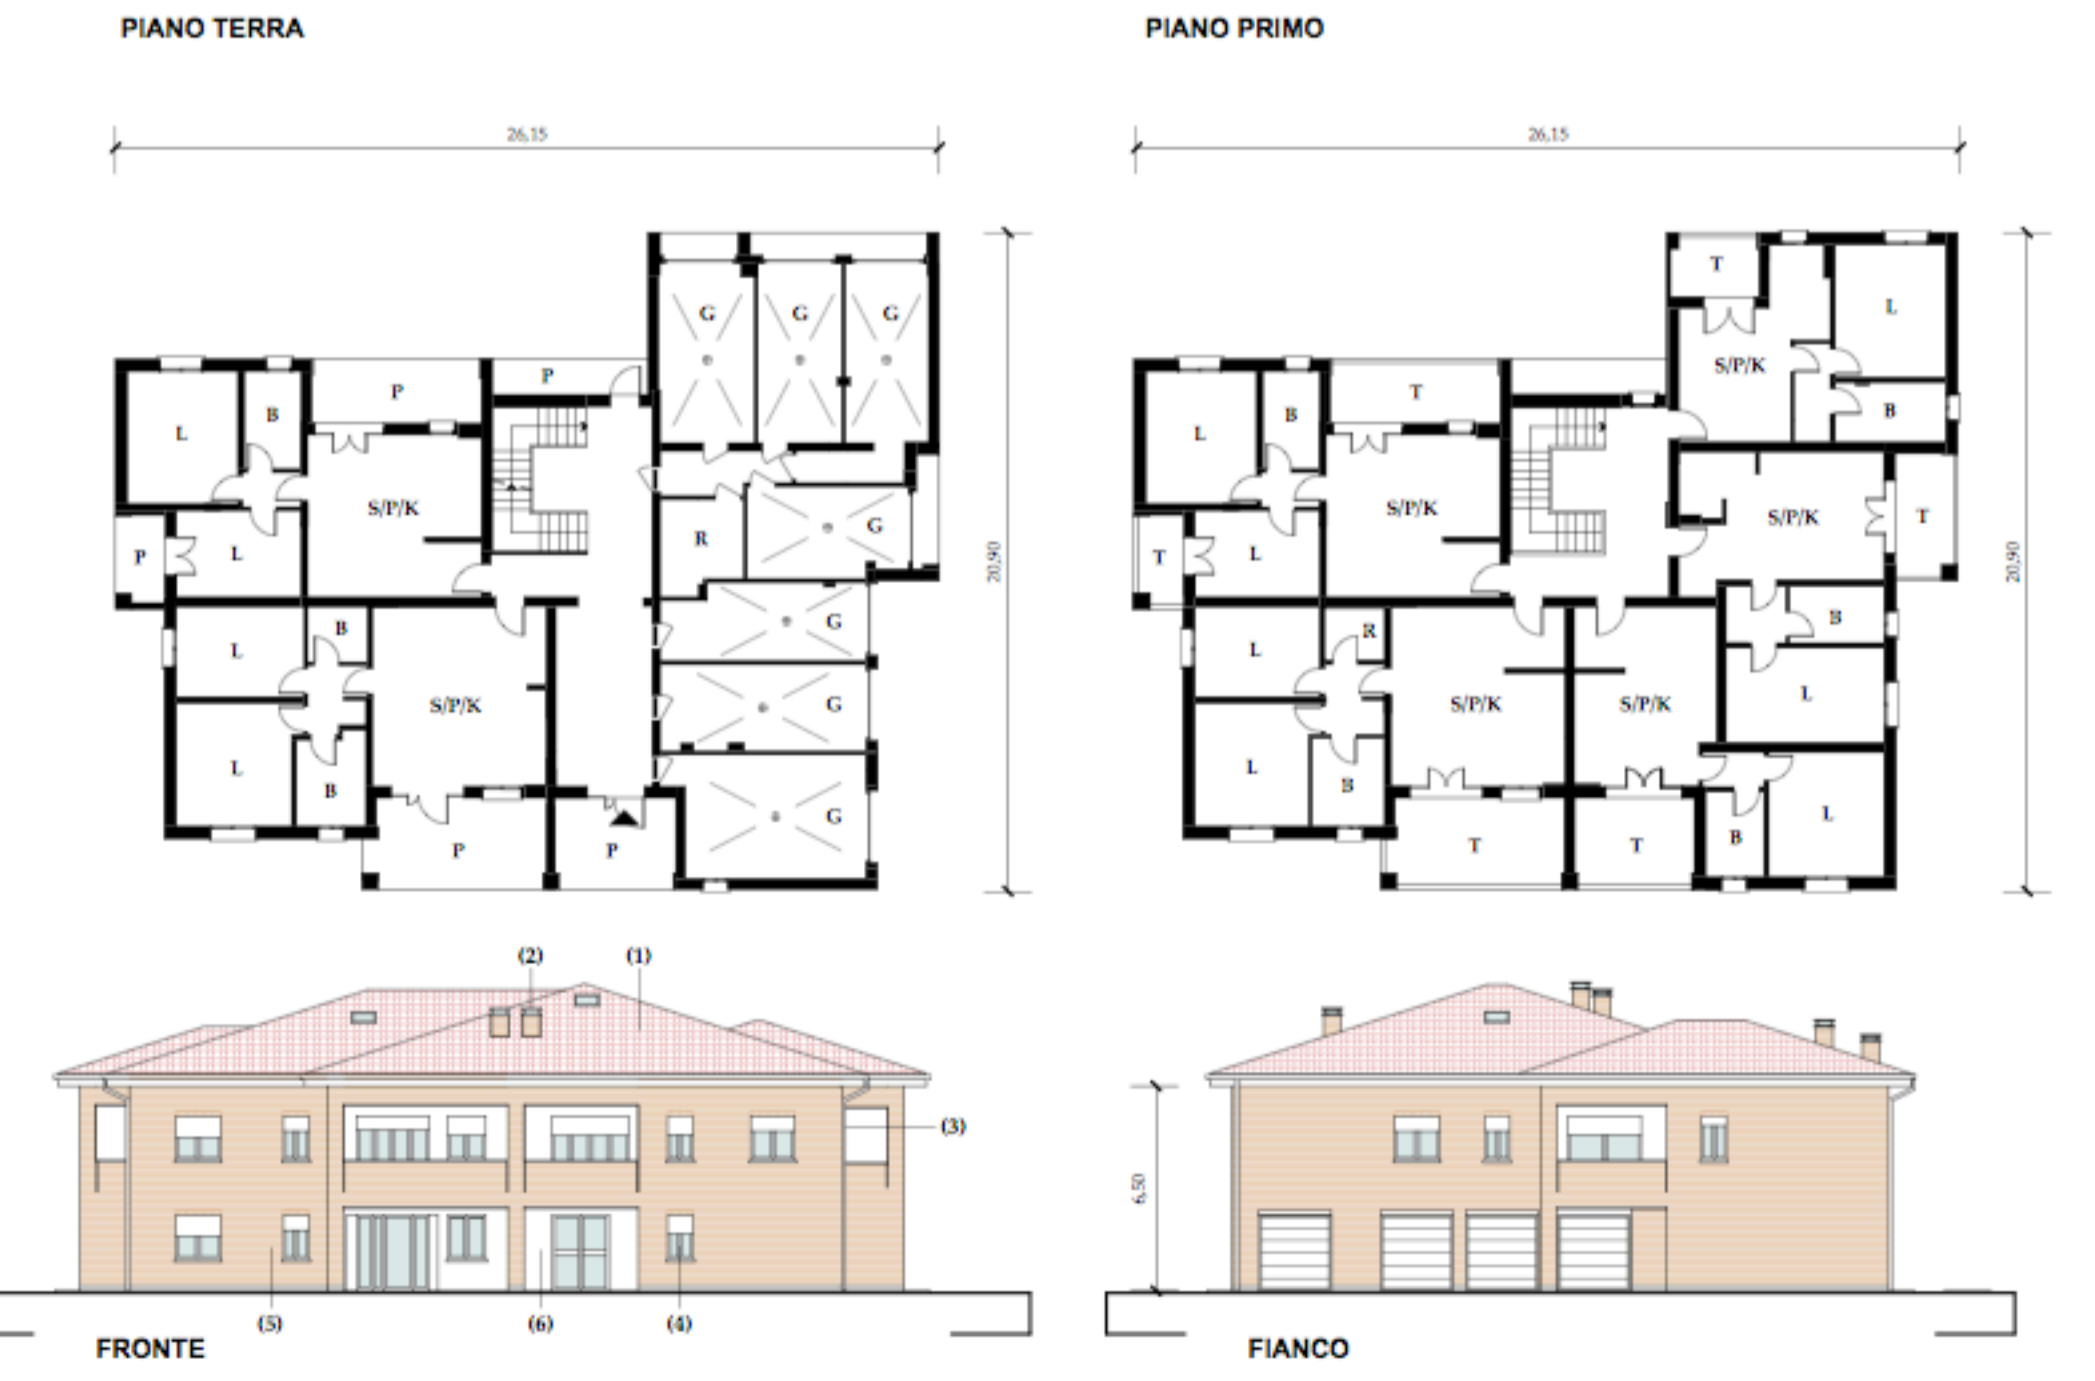 PIANO TERRA
PIANO PRIMO
26,15
26,15
G G G
P
P
L
B
S/P/K
P
L
R
G
20,90
L
B
G
S/P/K
G
L
B
G
P
P
T
L
S/P/K
B
T
L
B
S/P/K
S/P/K
T
T
L
20,90
L
R
B
S/P/K
S/P/K
L
L
B
B
L
T
T
(2)
(1)
(3)
(5)
(6)
(4)
FRONTE
6,50
FIANCO